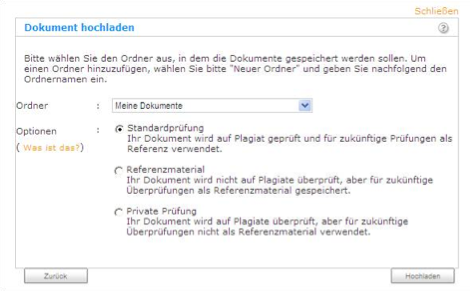 Schließen
Dokument hochladen
Bitte wählen Sie den Ordner aus, in dem die Dokumente gespeichert werden sollen. Um
einen Ordner hinzuzufügen, wählen Sie bitte "Neuer Ordner" und geben Sie nachfolgend den
Ordnernamen ein.
Ordner : Meine Dokumente
Optionen : Standardprüfung
( Was ist das?)
Ihr Dokument wird auf Plagiat geprüft und für zukünftige Prüfungen als
Referenz verwendet.
Referenzmaterial
Ihr Dokument wird nicht auf Plagiate überprüft, aber für zukünftige
Überprüfungen als Referenzmaterial gespeichert.
Private Prüfung
Ihr Dokument wird auf Plagiate überprüft, aber für zukünftige
Überprüfungen nicht als Referenzmaterial verwendet.
Zurück Hochladen